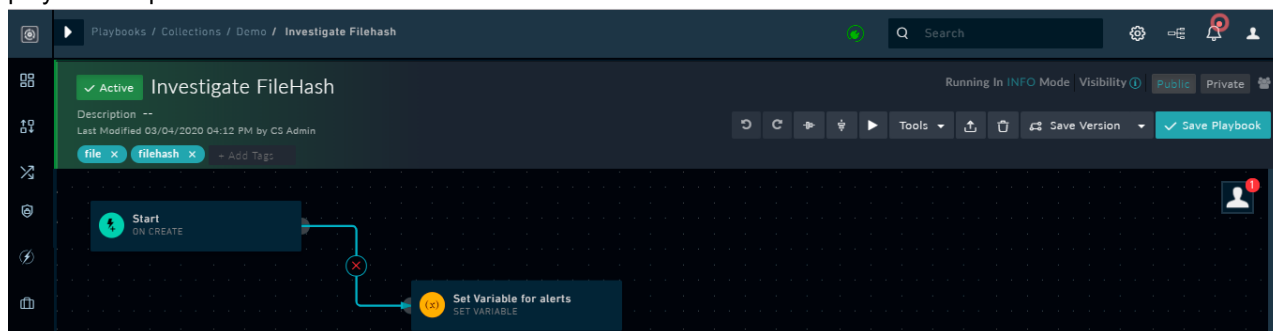 Playbooks / Collections / Demo / Investigate Filehash
Search
✓ Active Investigate FileHash
Running In INFO Mode Visibility Public Private
Description --
Last Modified 03/04/2020 04:12 PM by CS Admin
Tools Save Version ✓ Save Playbook
file × filehash × + Add Tags
1
Start
ON CREATE
(x) Set Variable for alerts
SET VARIABLE